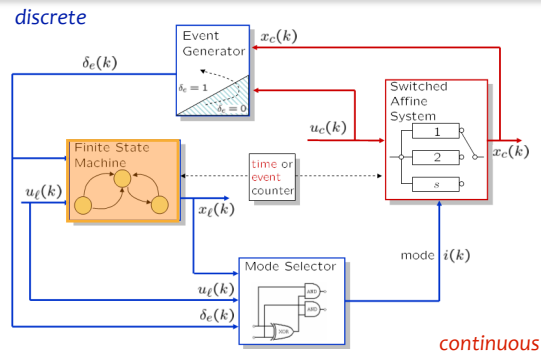 discrete
Event
Generator
x_c(k)
δ_e(k)
δ_e = 1
δ_e = 0
Switched
Affine
System
u_c(k)
1
2
s
x_c(k)
Finite State
Machine
time or
event
counter
u_ℓ(k)
x_ℓ(k)
mode i(k)
Mode Selector
u_ℓ(k)
δ_e(k)
AND
AND
XOR
continuous